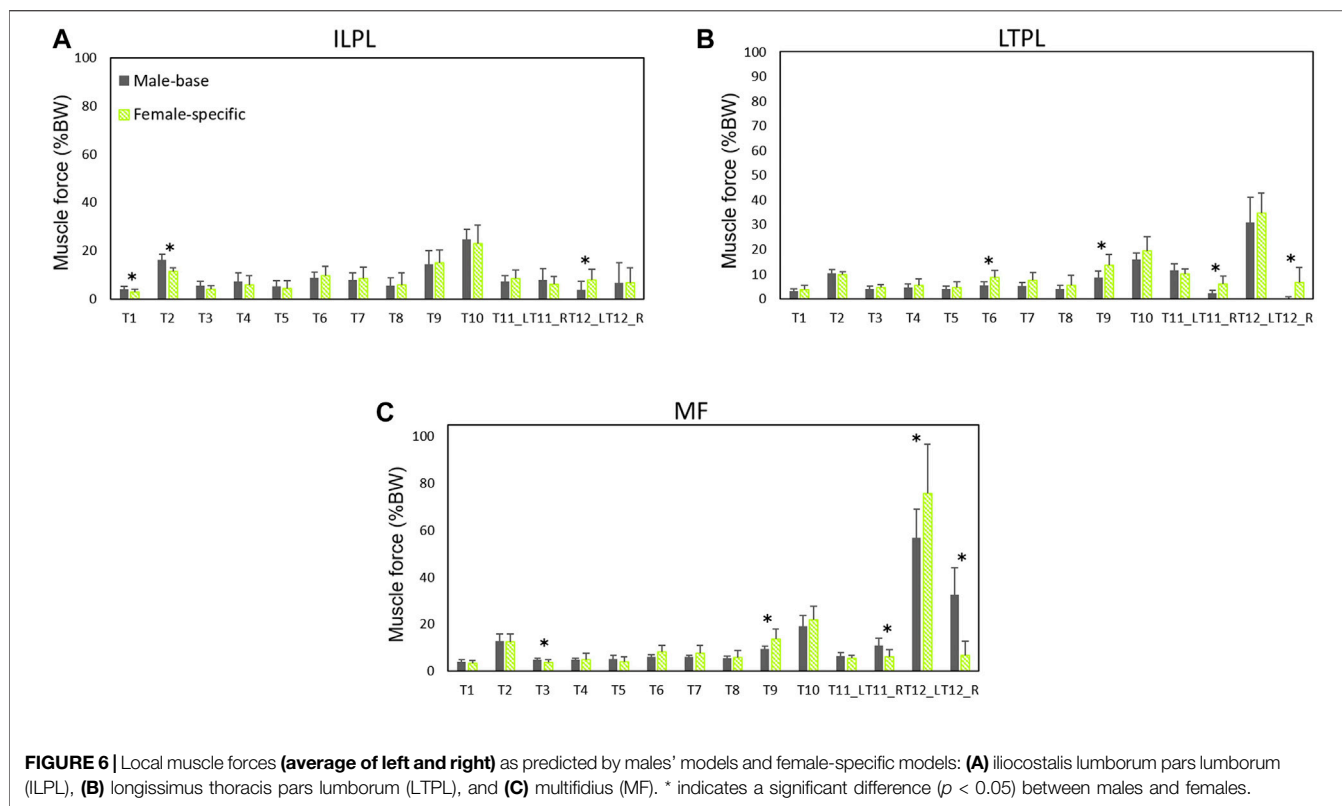 A
ILPL
Muscle force (%BW)
100
80
60
40
20
0
Male-base
Female-specific
*
*
*
T1 T2 T3 T4 T5 T6 T7 T8 T9 T10 T11_L T11_R T12_L T12_R
B
LTPL
Muscle force (%BW)
100
90
80
70
60
50
40
30
20
10
0
*
*
*
*
T1 T2 T3 T4 T5 T6 T7 T8 T9 T10 T11_L T11_R T12_L T12_R
C
MF
Muscle force (%BW)
100
80
60
40
20
0
*
*
*
*
*
T1 T2 T3 T4 T5 T6 T7 T8 T9 T10 T11_L T11_R T12_L T12_R
FIGURE 6 | Local muscle forces (average of left and right) as predicted by males' models and female-specific models: (A) iliocostalis lumborum pars lumborum
(ILPL), (B) longissimus thoracis pars lumborum (LTPL), and (C) multifidius (MF). * indicates a significant difference (p < 0.05) between males and females.